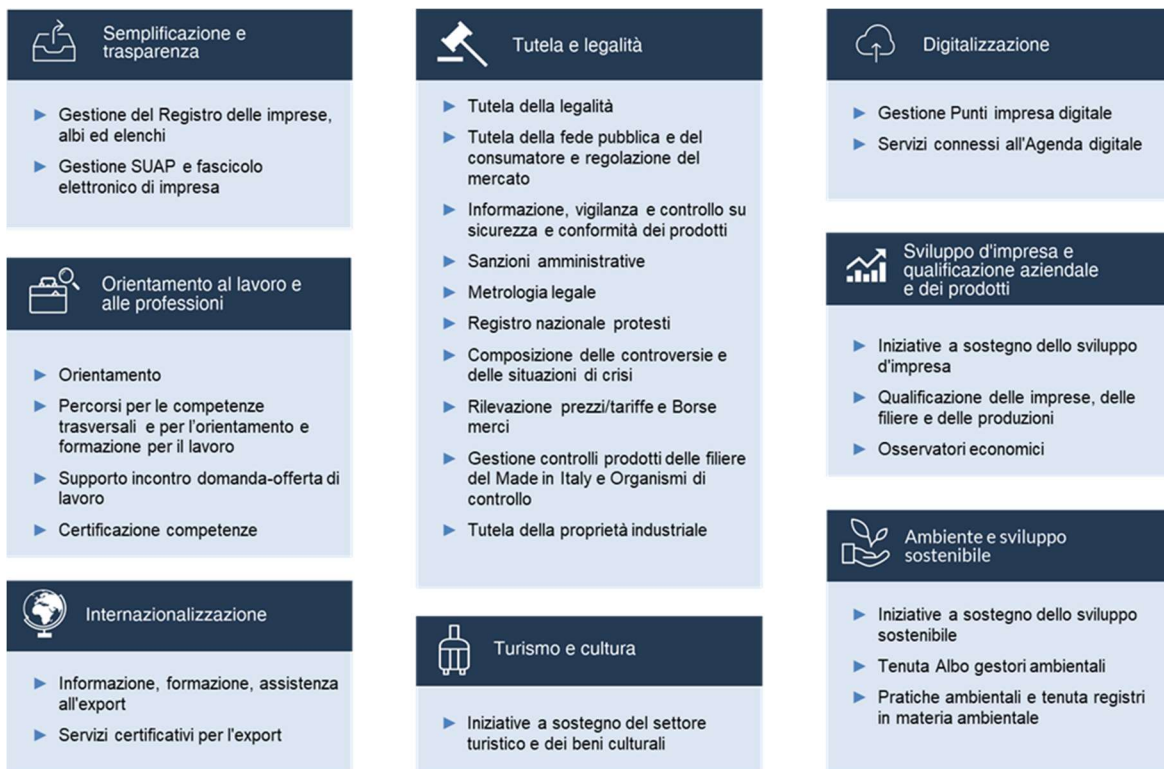 Semplificazione e
trasparenza
Gestione del Registro delle imprese,
albi ed elenchi
Gestione SUAP e fascicolo
elettronico di impresa
Orientamento al lavoro e
alle professioni
Orientamento
Percorsi per le competenze
trasversali e per l'orientamento e
formazione per il lavoro
Supporto incontro domanda-offerta di
lavoro
Certificazione competenze
Internazionalizzazione
Informazione, formazione, assistenza
all'export
Servizi certificativi per l'export
Tutela e legalità
Tutela della legalità
Tutela della fede pubblica e del
consumatore e regolazione del
mercato
Informazione, vigilanza e controllo su
sicurezza e conformità dei prodotti
Sanzioni amministrative
Metrologia legale
Registro nazionale protesti
Composizione delle controversie e
delle situazioni di crisi
Rilevazione prezzi/tariffe e Borse
merci
Gestione controlli prodotti delle filiere
del Made in Italy e Organismi di
controllo
Tutela della proprietà industriale
Turismo e cultura
Iniziative a sostegno del settore
turistico e dei beni culturali
Digitalizzazione
Gestione Punti impresa digitale
Servizi connessi all'Agenda digitale
Sviluppo d'impresa e
qualificazione aziendale
e dei prodotti
Iniziative a sostegno dello sviluppo
d'impresa
Qualificazione delle imprese, delle
filiere e delle produzioni
Osservatori economici
Ambiente e sviluppo
sostenibile
Iniziative a sostegno dello sviluppo
sostenibile
Tenuta Albo gestori ambientali
Pratiche ambientali e tenuta registri
in materia ambientale